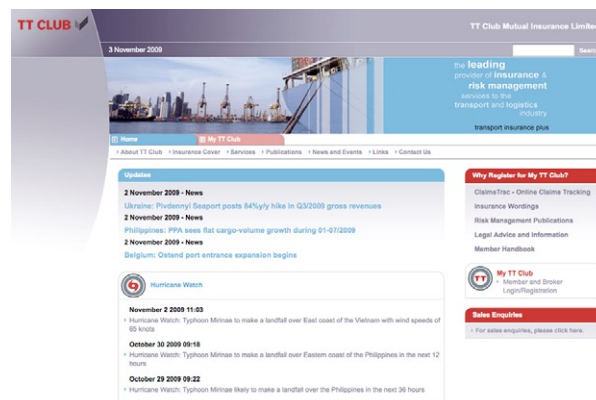 TT CLUB
TT Club Mutual Insurance Limited
3 November 2009
Search
the leading
provider of insurance &
risk management
services to the
transport and logistics
industry
transport insurance plus
Home
My TT Club
About TT Club
Insurance Cover
Services
Publications
News and Events
Links
Contact Us
Updates
2 November 2009 - News
Ukraine: Pivdennyi Seaport posts 84%y/y hike in Q3/2009 gross revenues
2 November 2009 - News
Philippines: PPA sees flat cargo-volume growth during 01-07/2009
2 November 2009 - News
Belgium: Ostend port entrance expansion begins
Hurricane Watch
November 2 2009 11:03
Hurricane Watch: Typhoon Mirinae to make a landfall over East coast of the Vietnam with wind speeds of
65 knots
October 30 2009 09:18
Hurricane Watch: Typhoon Mirinae to make a landfall over Eastern coast of the Philippines in the next 12
hours
October 29 2009 09:22
Hurricane Watch: Typhoon Mirinae likely to make a landfall over the Philippines in the next 36 hours
Why Register for My TT Club?
ClaimsTrac - Online Claims Tracking
Insurance Wordings
Risk Management Publications
Legal Advice and Information
Member Handbook
TT
My TT Club
Member and Broker
Login/Registration
Sales Enquiries
For sales enquiries, please click here.